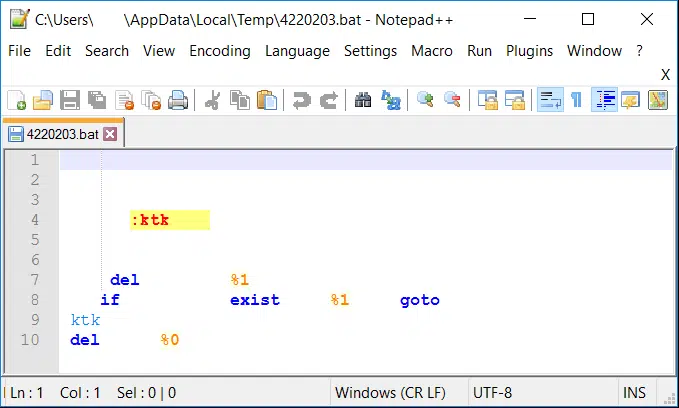 C:\Users\ \AppData\Local\Temp\4220203.bat - Notepad++
File Edit Search View Encoding Language Settings Macro Run Plugins Window ?
X
4220203.bat
1
2
3
4 :ktk
5
6
7 del %1
8 if exist %1 goto
9 ktk
10 del %0
Ln : 1 Col : 1 Sel : 0 | 0 Windows (CR LF) UTF-8 INS